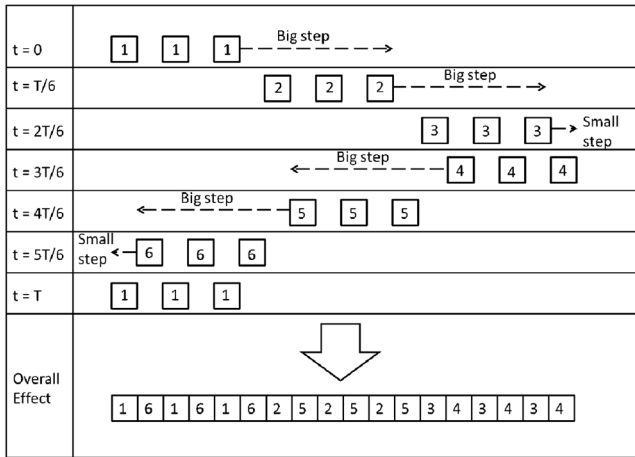 t = 0 1 1 1 Big step
t = T/6 2 2 2 Big step
t = 2T/6 3 3 3 Small step
t = 3T/6 Big step 4 4 4
t = 4T/6 Big step 5 5 5
t = 5T/6 Small step 6 6 6
t = T 1 1 1
Overall Effect 1 6 1 6 1 6 2 5 2 5 2 5 3 4 3 4 3 4